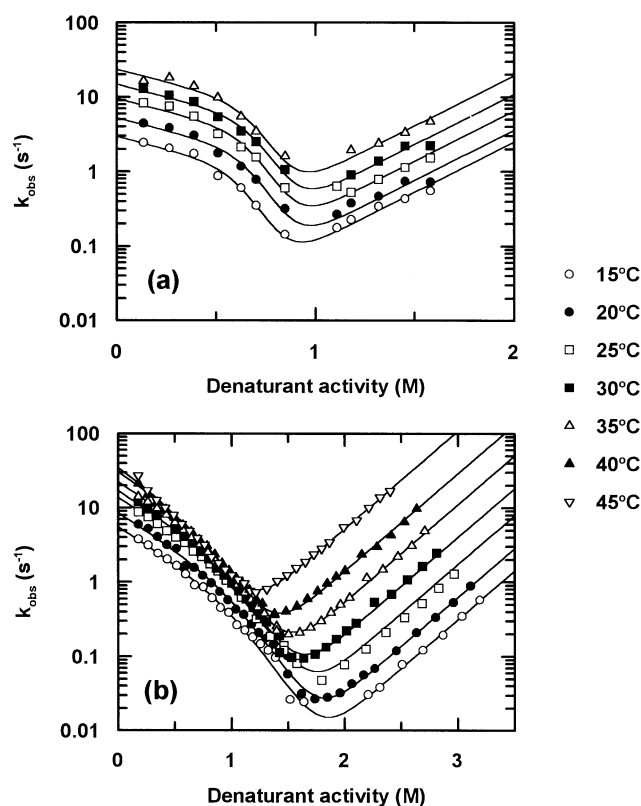 100
10
1
0.1
0.01
k_obs (s⁻¹)
(a)
0 1 2
Denaturant activity (M)
15°C
20°C
25°C
30°C
35°C
40°C
45°C
100
10
1
0.1
0.01
k_obs (s⁻¹)
(b)
0 1 2 3
Denaturant activity (M)